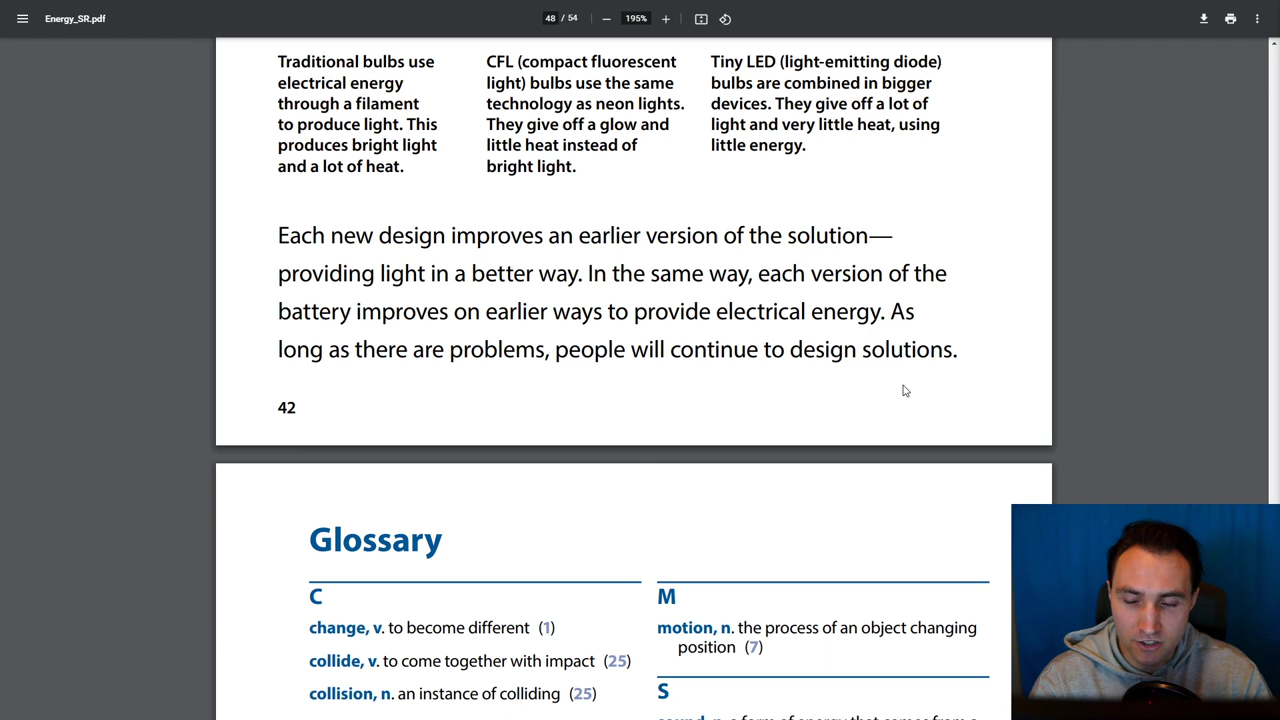 Energy_SR.pdf
48 / 54
195%
Traditional bulbs use
electrical energy
through a filament
to produce light. This
produces bright light
and a lot of heat.
CFL (compact fluorescent
light) bulbs use the same
technology as neon lights.
They give off a glow and
little heat instead of
bright light.
Tiny LED (light-emitting diode)
bulbs are combined in bigger
devices. They give off a lot of
light and very little heat, using
little energy.
Each new design improves an earlier version of the solution—
providing light in a better way. In the same way, each version of the
battery improves on earlier ways to provide electrical energy. As
long as there are problems, people will continue to design solutions.
42
Glossary
C
change, v. to become different (1)
collide, v. to come together with impact (25)
collision, n. an instance of colliding (25)
M
motion, n. the process of an object changing
position (7)
S
sound, n. a form of energy that comes from a